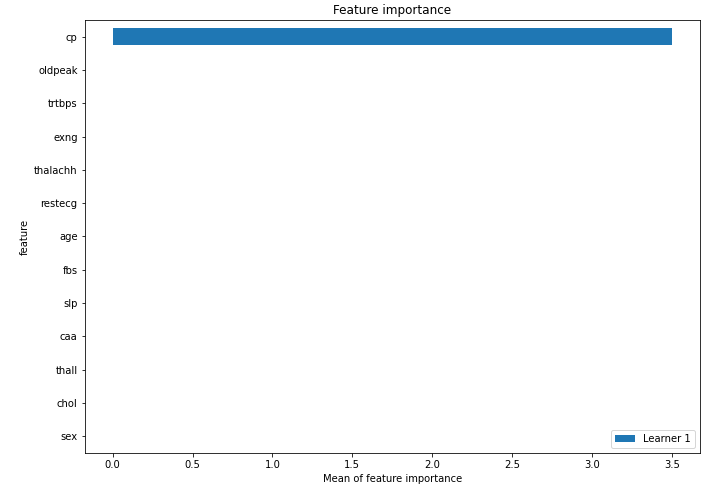 Feature importance
cp
oldpeak
trtbps
exng
thalachh
restecg
age
fbs
slp
caa
thall
chol
sex
feature
Learner 1
0.0 0.5 1.0 1.5 2.0 2.5 3.0 3.5
Mean of feature importance